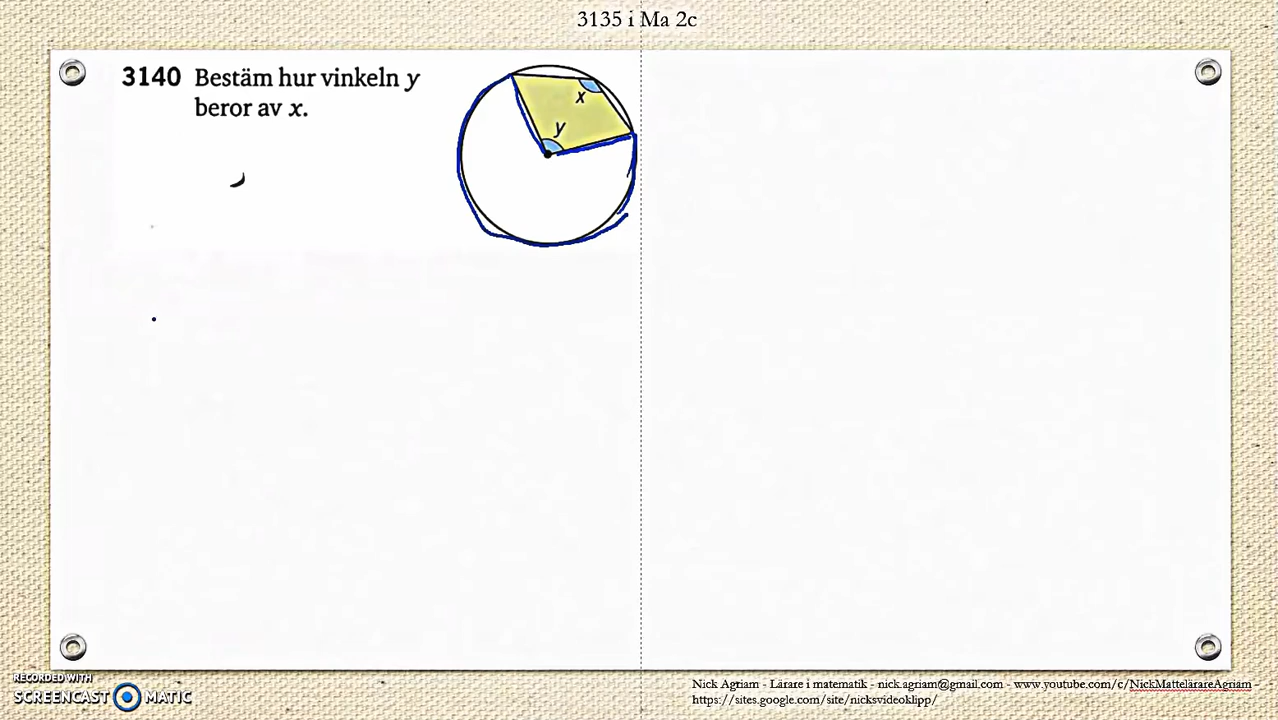 3135 i Ma 2c
3140 Bestäm hur vinkeln y
beror av x.
x
y
RECORDED WITH
SCREENCAST MATIC
Nick Agriam - Lärare i matematik - nick.agriam@gmail.com - www.youtube.com/c/NickMattelärareAgriam
https://sites.google.com/site/nicksvideoklipp/